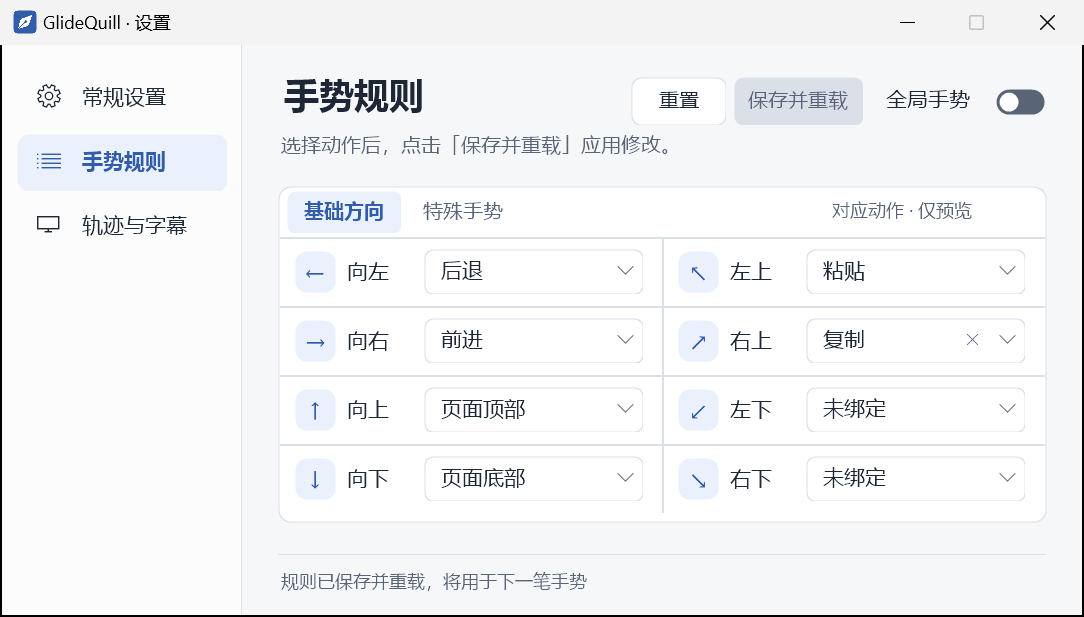 GlideQuill · 设置
常规设置
手势规则
轨迹与字幕
手势规则
重置
保存并重载
全局手势
选择动作后，点击「保存并重载」应用修改。
基础方向
特殊手势
对应动作 · 仅预览
← 向左 后退
↖ 左上 粘贴
→ 向右 前进
↗ 右上 复制
↑ 向上 页面顶部
↙ 左下 未绑定
↓ 向下 页面底部
↘ 右下 未绑定
规则已保存并重载，将用于下一笔手势